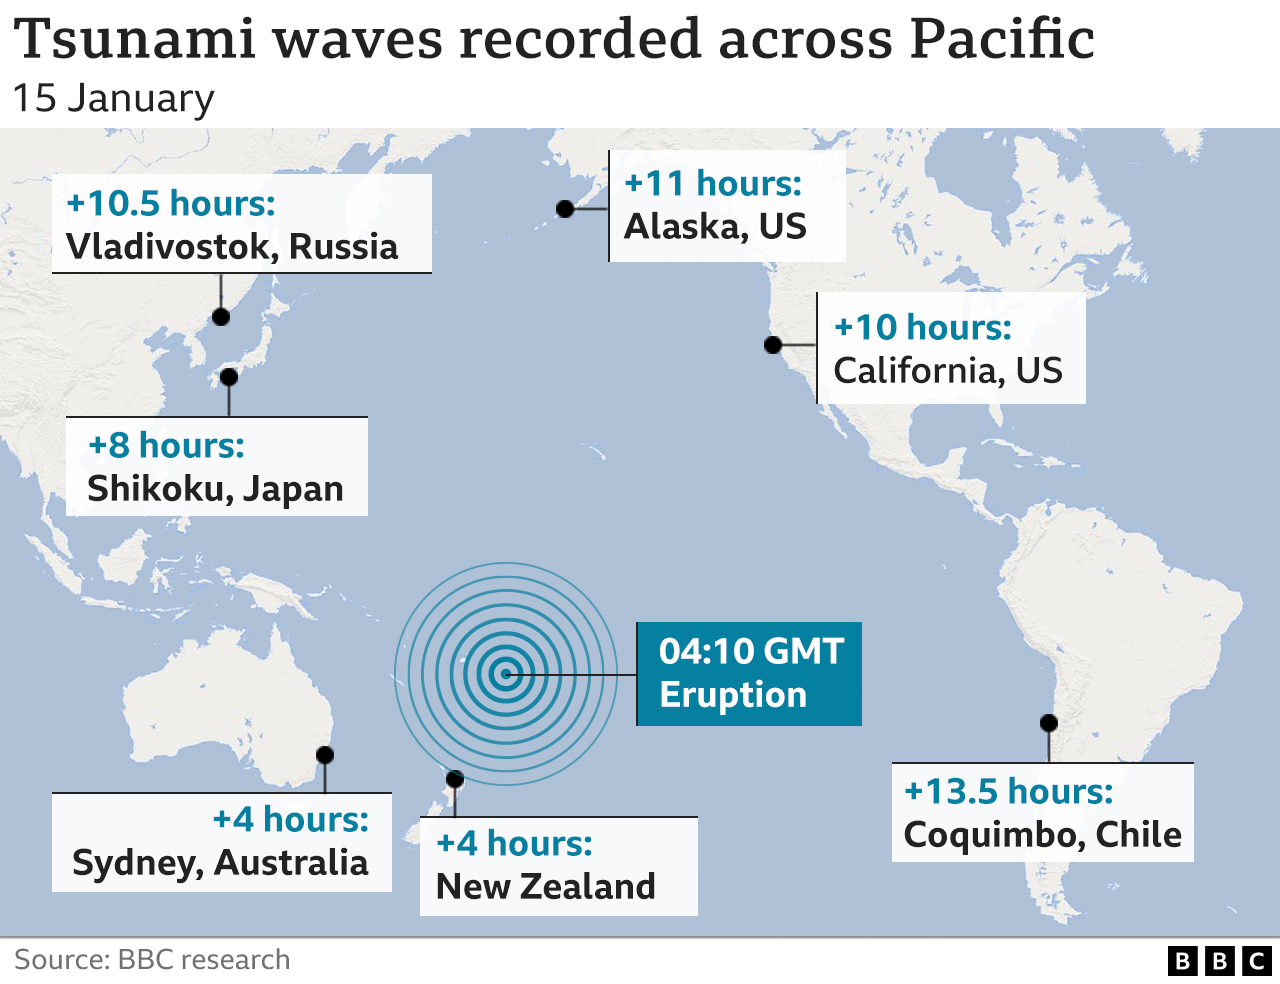 Tsunami waves recorded across Pacific
15 January
+10.5 hours:
Vladivostok, Russia
+11 hours:
Alaska, US
+10 hours:
California, US
+8 hours:
Shikoku, Japan
04:10 GMT
Eruption
+13.5 hours:
Coquimbo, Chile
+4 hours:
Sydney, Australia
+4 hours:
New Zealand
Source: BBC research
BBC